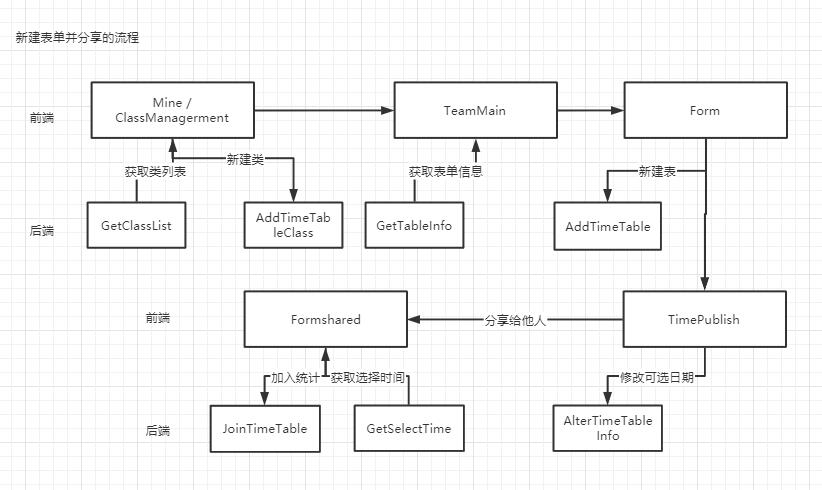 新建表单并分享的流程
前端
Mine /
ClassManagerment
TeamMain
Form
获取类列表
新建类
获取表单信息
新建表
后端
GetClassList
AddTimeTab
leClass
GetTableInfo
AddTimeTable
前端
Formshared
分享给他人
TimePublish
加入统计
获取选择时间
修改可选日期
后端
JoinTimeTable
GetSelectTime
AlterTimeTable
Info